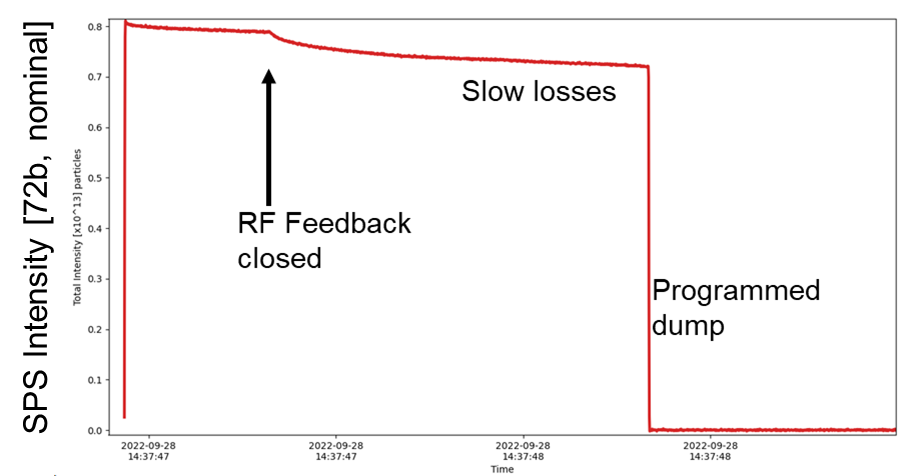 SPS Intensity [72b, nominal]
Total Intensity [x10^13] particles
0.8
0.7
0.6
0.5
0.4
0.3
0.2
0.1
0.0
Slow losses
RF Feedback
closed
Programmed
dump
2022-09-28
14:37:47
2022-09-28
14:37:47
2022-09-28
14:37:48
2022-09-28
14:37:48
Time